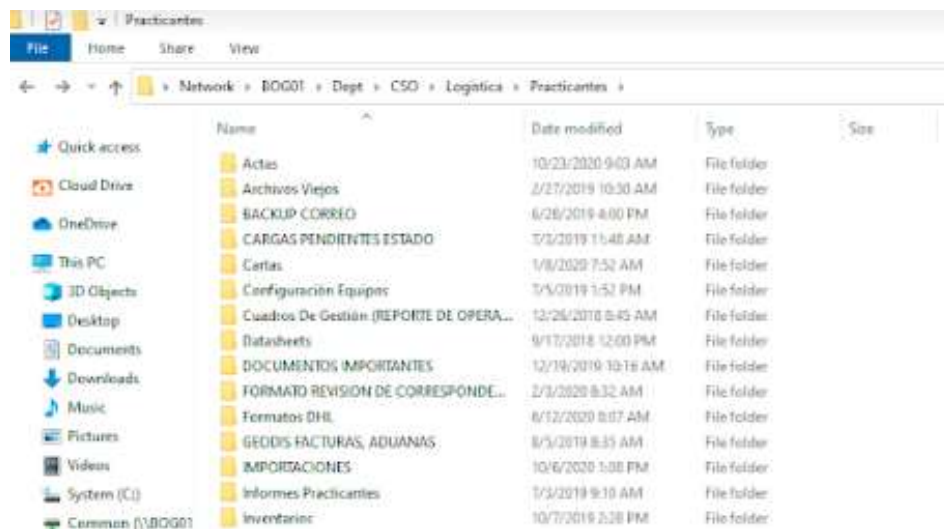 Practicantes
File Home Share View
Network BOG01 Dept CSO Logistica Practicantes
Name Date modified Type Size
Quick access
Cloud Drive
OneDrive
This PC
3D Objects
Desktop
Documents
Downloads
Music
Pictures
Videos
System (C:)
Common (\\BOG01
Actas 10/23/2020 9:03 AM File folder
Archivos Viejos 2/27/2019 10:30 AM File folder
BACKUP CORREO 6/28/2019 4:00 PM File folder
CARGAS PENDIENTES ESTADO 11:48 AM File folder
Cartas 1/8/2020 7:52 AM File folder
Configuración Equipos 7/5/2019 1:52 PM File folder
Cuadros De Gestión (REPORTE DE OPERA... 12/26/2018 8:45 AM File folder
Datasheets 9/17/2018 12:00 PM File folder
DOCUMENTOS IMPORTANTES 12/19/2019 10:16 AM File folder
FORMATO REVISION DE CORRESPONDE... 2/3/2020 8:32 AM File folder
Formatos DHL 6/12/2020 8:07 AM File folder
GEODIS FACTURAS, ADUANAS 8/5/2019 8:35 AM File folder
IMPORTACIONES 10/6/2020 1:08 PM File folder
Informes Practicantes 7/3/2019 9:10 AM File folder
Inventarios 10/7/2019 2:28 PM File folder